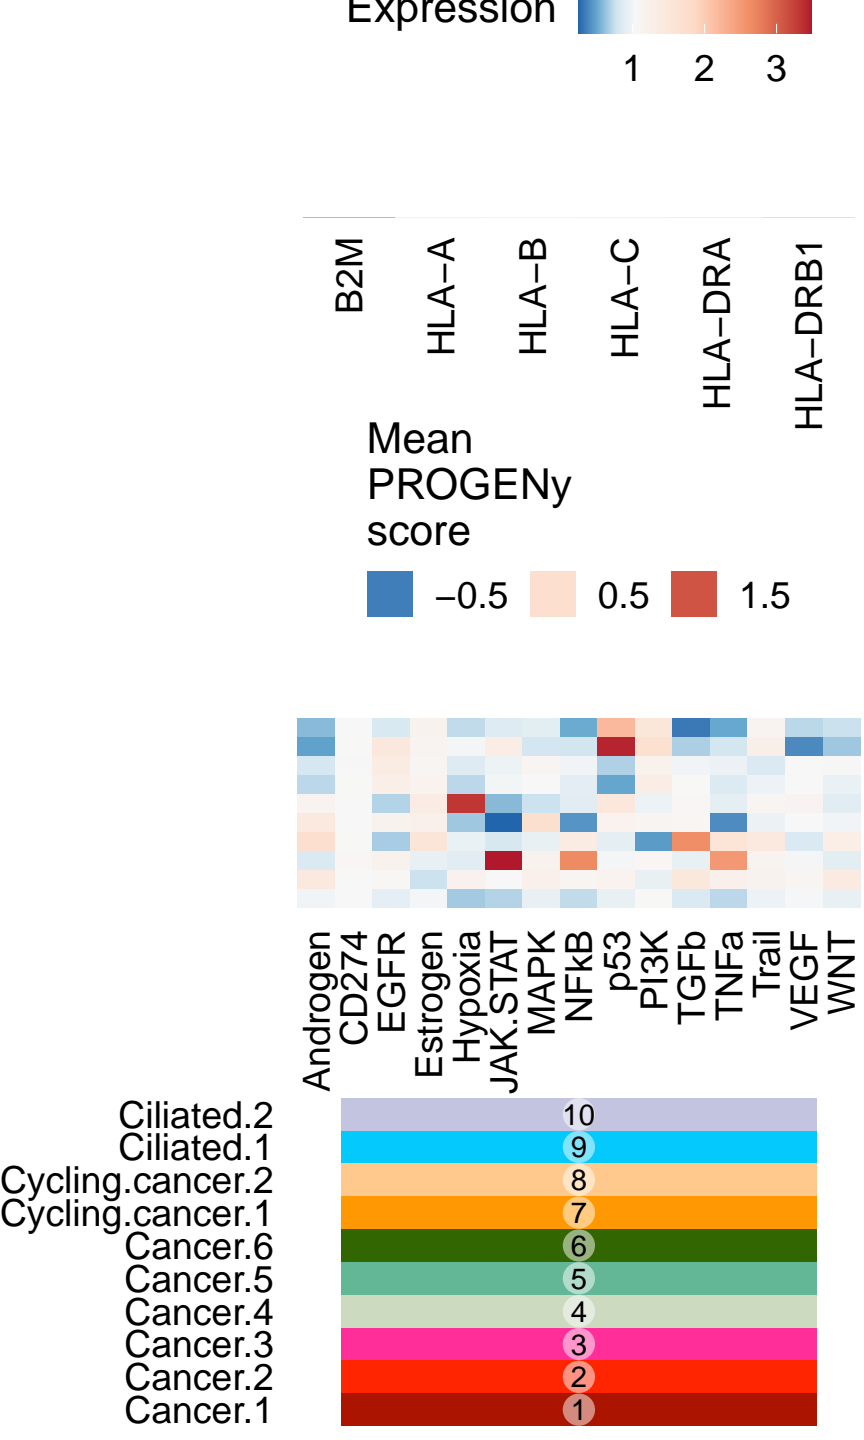 Expression
1 2 3
B2M HLA−A HLA−B HLA−C HLA−DRA HLA−DRB1
Mean
PROGENy
score
−0.5 0.5 1.5
Androgen CD274 EGFR Estrogen Hypoxia JAK.STAT MAPK NFkB p53 PI3K TGFb TNFa Trail VEGF WNT
Ciliated.2 10
Ciliated.1 9
Cycling.cancer.2 8
Cycling.cancer.1 7
Cancer.6 6
Cancer.5 5
Cancer.4 4
Cancer.3 3
Cancer.2 2
Cancer.1 1